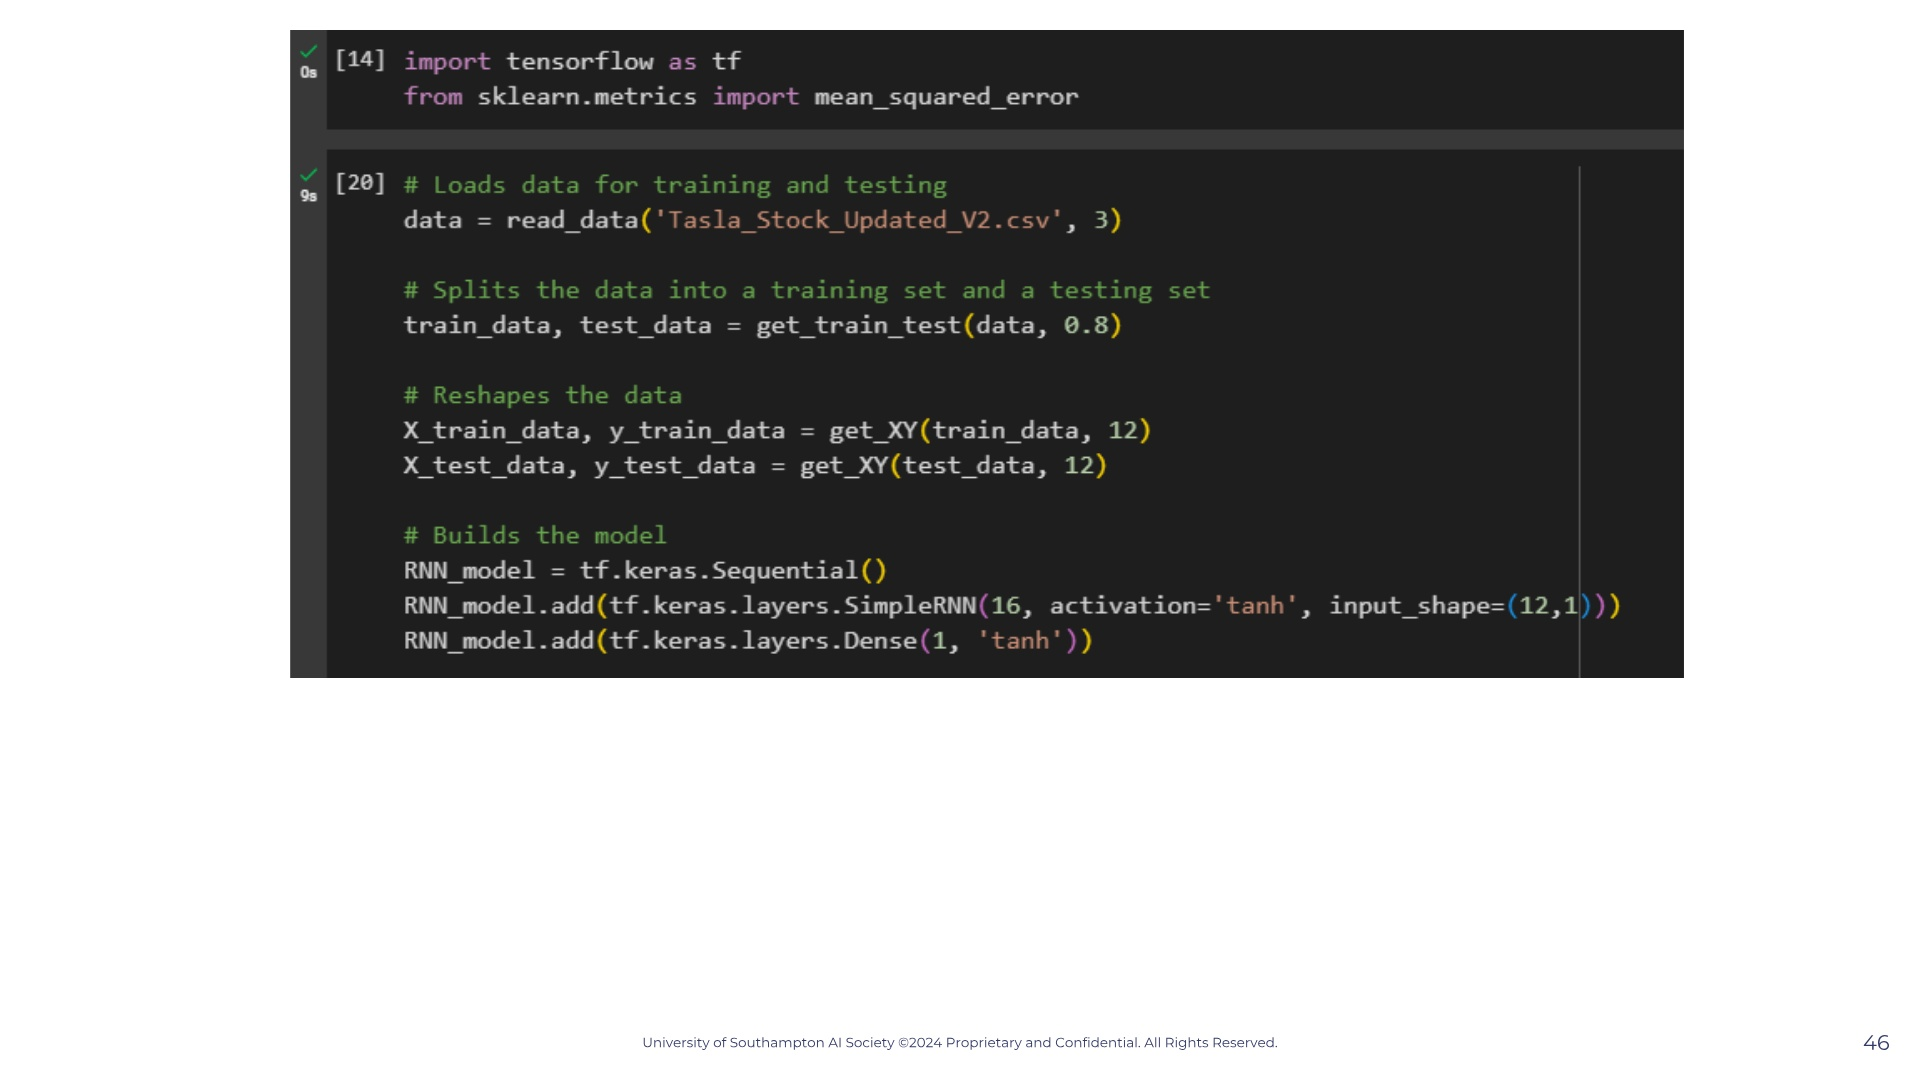 [14] import tensorflow as tf
0s
from sklearn.metrics import mean_squared_error
[20] # Loads data for training and testing
9s
data = read_data('Tasla_Stock_Updated_V2.csv', 3)
# Splits the data into a training set and a testing set
train_data, test_data = get_train_test(data, 0.8)
# Reshapes the data
X_train_data, y_train_data = get_XY(train_data, 12)
X_test_data, y_test_data = get_XY(test_data, 12)
# Builds the model
RNN_model = tf.keras.Sequential()
RNN_model.add(tf.keras.layers.SimpleRNN(16, activation='tanh', input_shape=(12,1)))
RNN_model.add(tf.keras.layers.Dense(1, 'tanh'))
University of Southampton AI Society ©2024 Proprietary and Confidential. All Rights Reserved.
46